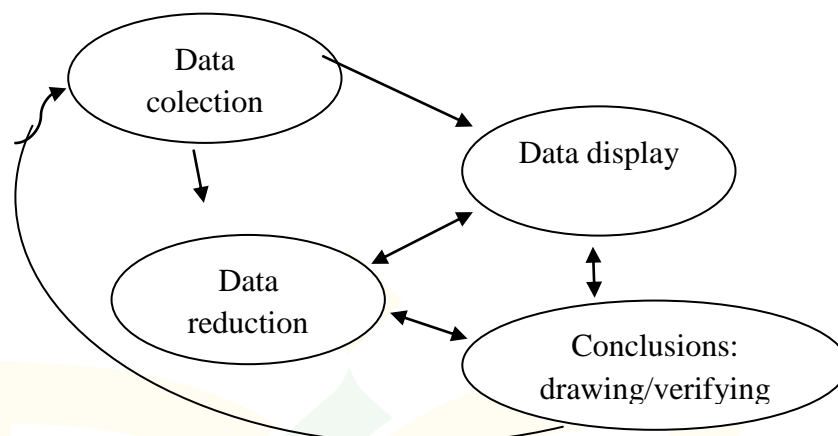 Data
colection
Data display
Data
reduction
Conclusions:
drawing/verifying